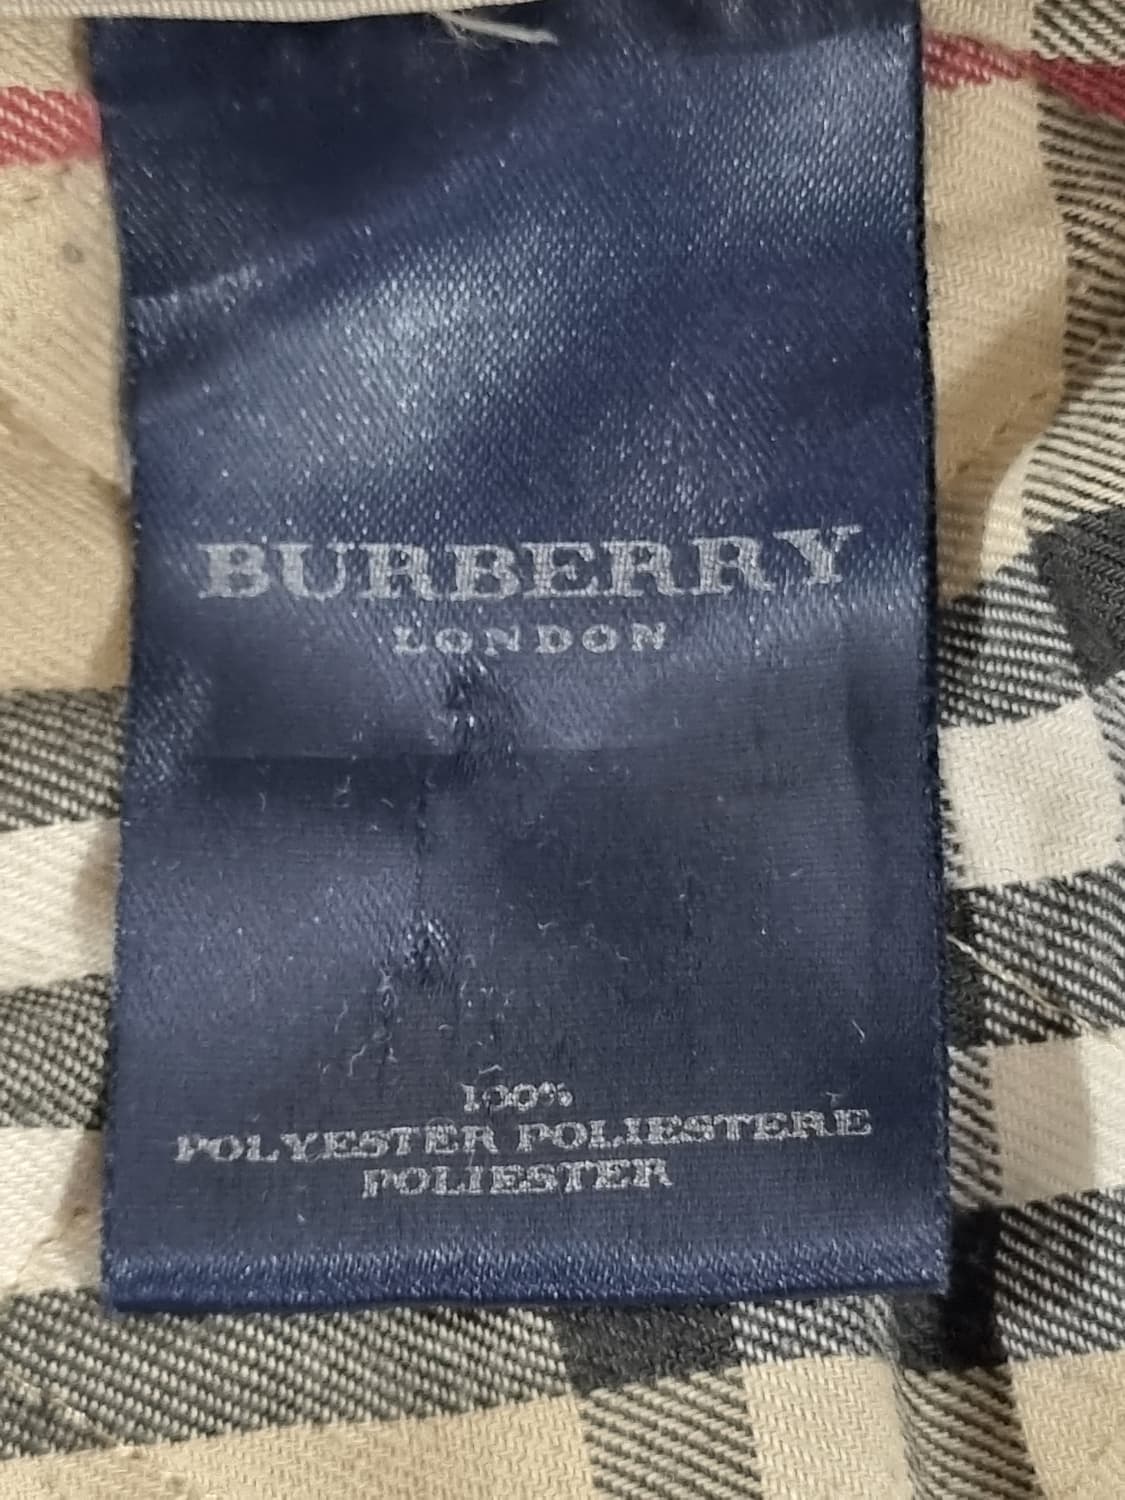 BURBERRY
LONDON
100%
POLYESTER POLIESTERE
POLIESTER